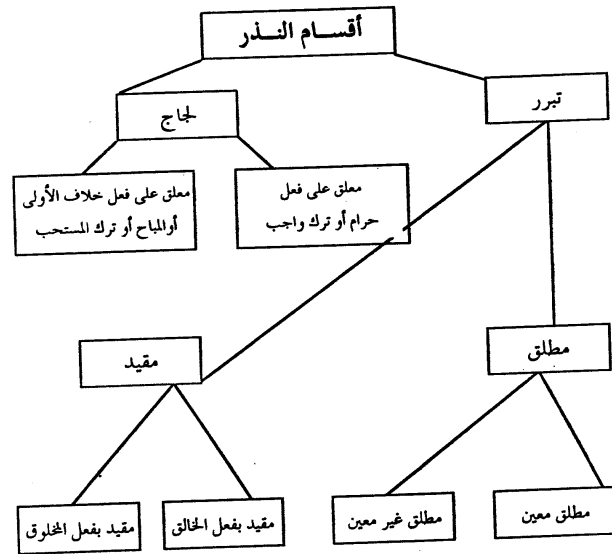 أقسام النذر
تبرر
لجاج
معلق على فعل
حرام أو ترك واجب
معلق على فعل خلاف الأولى
أوالمباح أو ترك المستحب
مطلق
مقيد
مطلق معين
مطلق غير معين
مقيد بفعل الخالق
مقيد بفعل المخلوق